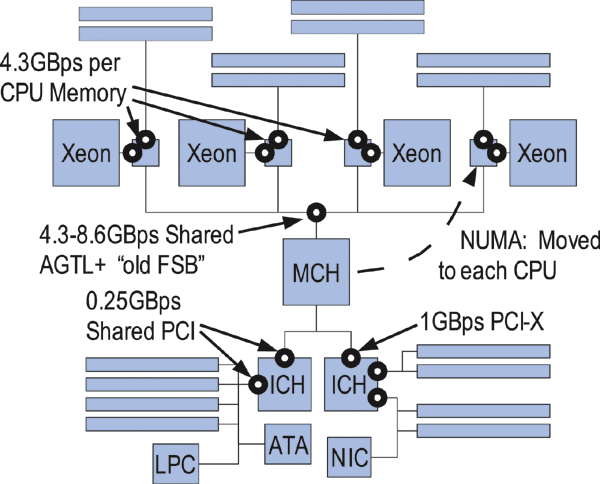 4.3GBps per
CPU Memory
Xeon
Xeon
Xeon
Xeon
4.3-8.6GBps Shared
AGTL+ “old FSB”
NUMA: Moved
to each CPU
MCH
0.25GBps
Shared PCI
1GBps PCI-X
ICH
ICH
LPC
ATA
NIC